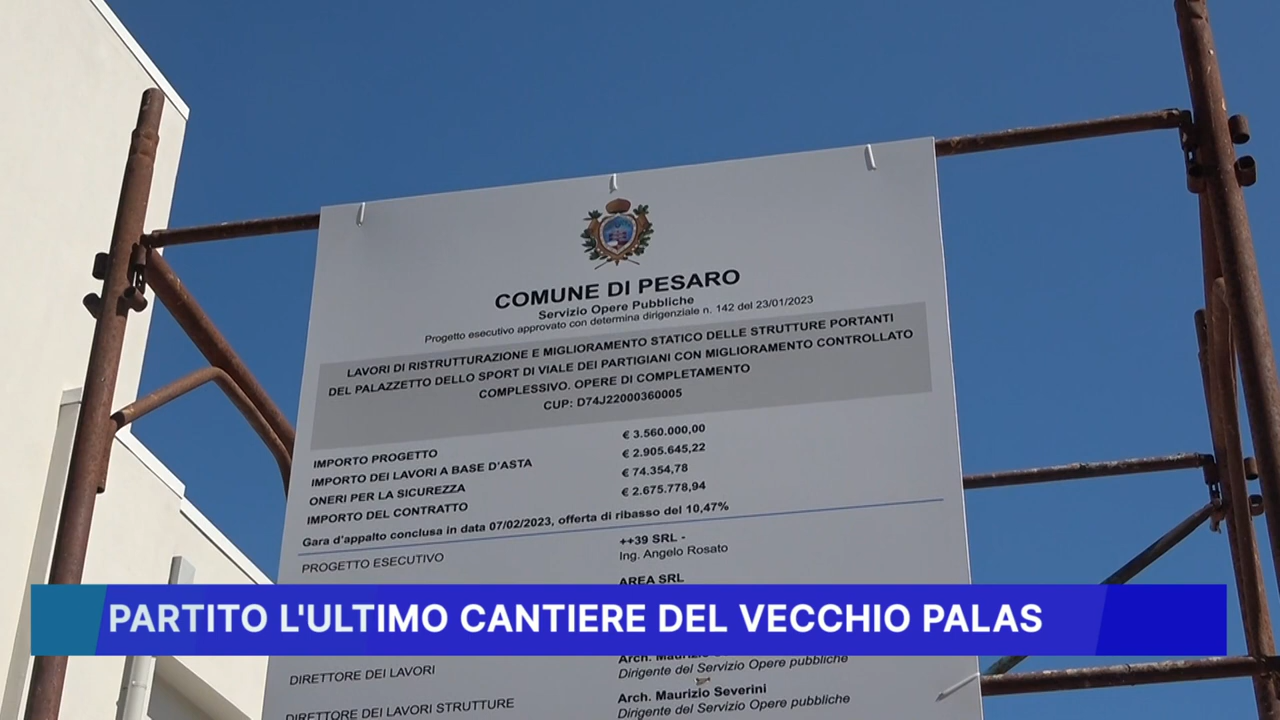 COMUNE DI PESARO
Servizio Opere Pubbliche
Progetto esecutivo approvato con determina dirigenziale n. 142 del 23/01/2023
LAVORI DI RISTRUTTURAZIONE E MIGLIORAMENTO STATICO DELLE STRUTTURE PORTANTI
DEL PALAZZETTO DELLO SPORT DI VIALE DEI PARTIGIANI CON MIGLIORAMENTO CONTROLLATO
COMPLESSIVO. OPERE DI COMPLETAMENTO
CUP: D74J22000360005
IMPORTO PROGETTO € 3.560.000,00
IMPORTO DEI LAVORI A BASE D'ASTA € 2.905.645,22
ONERI PER LA SICUREZZA € 74.354,78
IMPORTO DEL CONTRATTO € 2.675.778,94
Gara d'appalto conclusa in data 07/02/2023, offerta di ribasso del 10,47%
PROGETTO ESECUTIVO ++39 SRL -
Ing. Angelo Rosato
AREA SRL
PARTITO L'ULTIMO CANTIERE DEL VECCHIO PALAS
DIRETTORE DEI LAVORI Arch.
Dirigente del Servizio Opere pubbliche
DIRETTORE DEI LAVORI STRUTTURE Arch. Maurizio Severini
Dirigente del Servizio Opere pubbliche